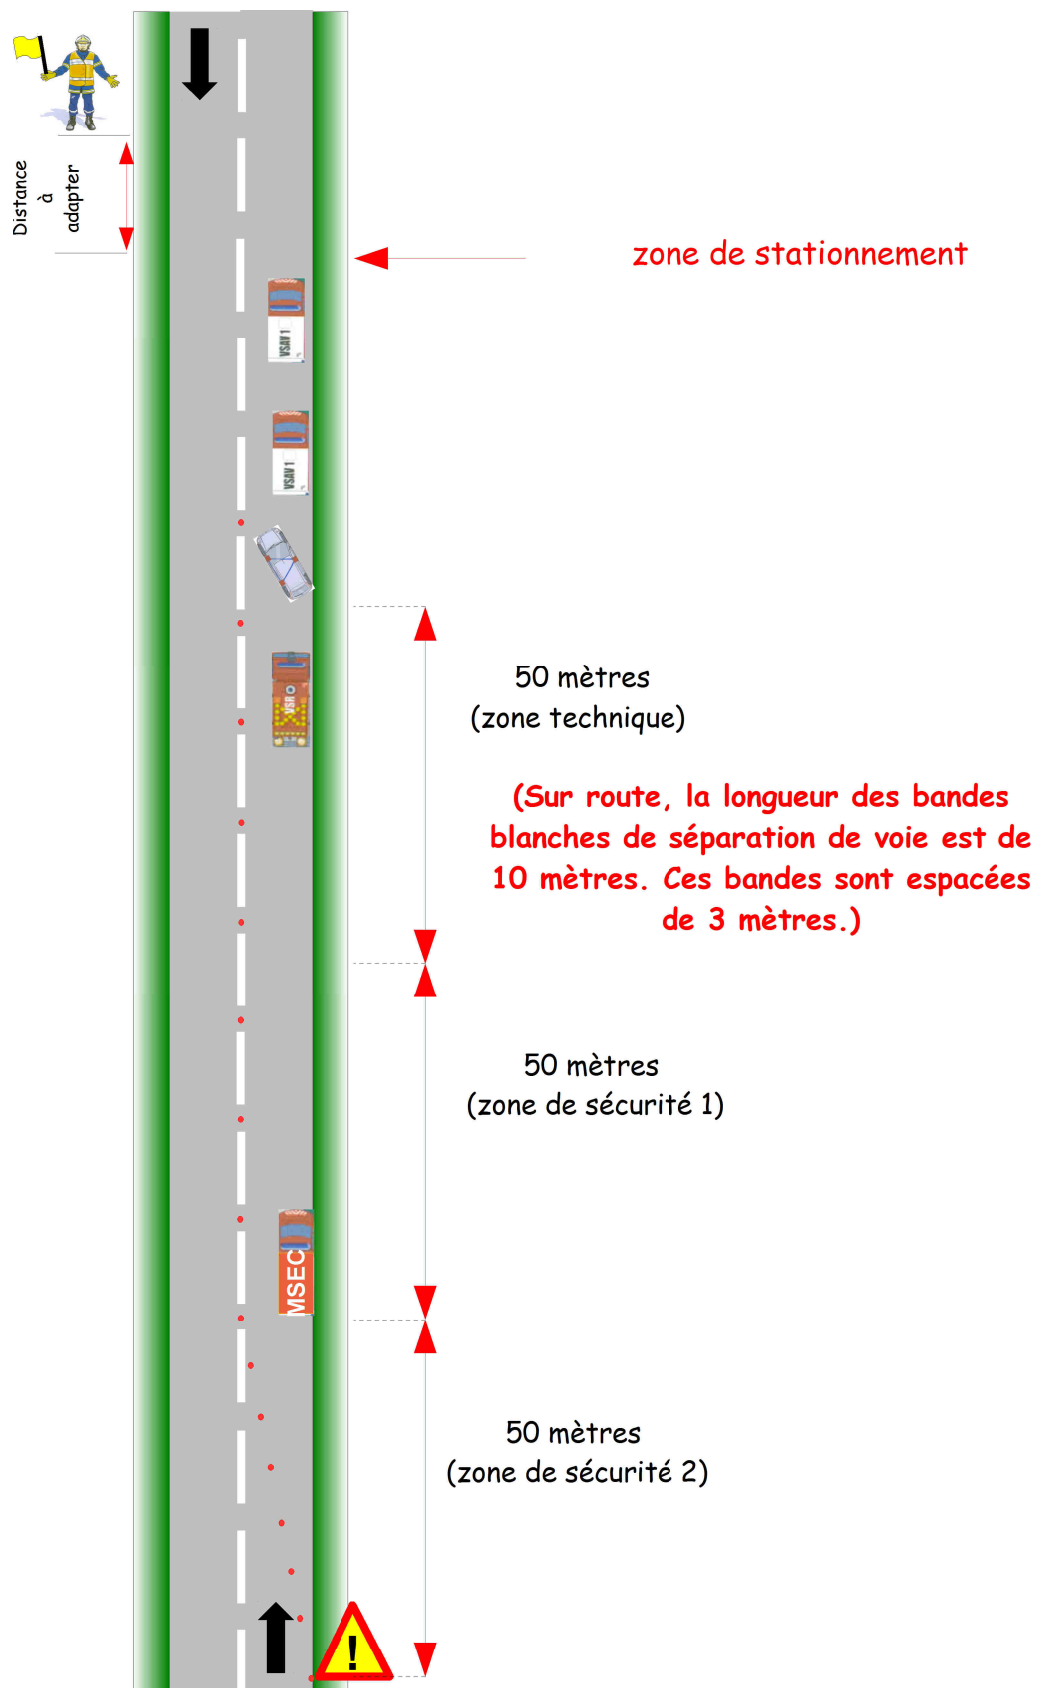 Distance
à
adapter
zone de stationnement
VSAV 1
VSAV 1
VSR
50 mètres
(zone technique)
(Sur route, la longueur des bandes
blanches de séparation de voie est de
10 mètres. Ces bandes sont espacées
de 3 mètres.)
50 mètres
(zone de sécurité 1)
MSEC
50 mètres
(zone de sécurité 2)
!